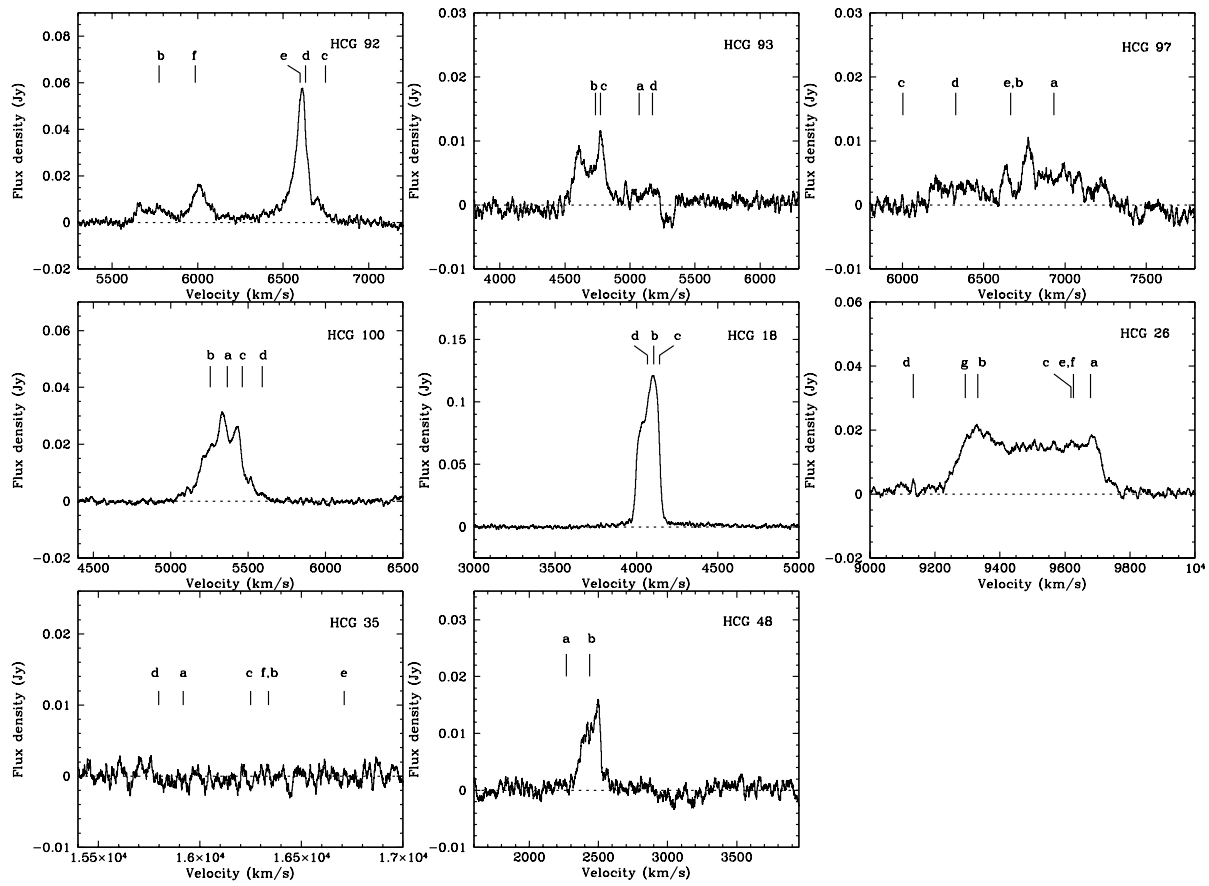 HCG 92
b f e d c
Flux density (Jy)
0.08
0.06
0.04
0.02
0
−0.02
5500 6000 6500 7000
Velocity (km/s)
HCG 93
b c a d
Flux density (Jy)
0.03
0.02
0.01
0
−0.01
4000 4500 5000 5500 6000
Velocity (km/s)
HCG 97
c d e,b a
Flux density (Jy)
0.03
0.02
0.01
0
−0.01
6000 6500 7000 7500
Velocity (km/s)
HCG 100
b a c d
Flux density (Jy)
0.06
0.04
0.02
0
−0.02
4500 5000 5500 6000 6500
Velocity (km/s)
HCG 18
d b c
Flux density (Jy)
0.15
0.1
0.05
0
3000 3500 4000 4500 5000
Velocity (km/s)
HCG 26
d g b c e,f a
Flux density (Jy)
0.06
0.04
0.02
0
−0.02
9000 9200 9400 9600 9800 10⁴
Velocity (km/s)
HCG 35
d a c f,b e
Flux density (Jy)
0.02
0.01
0
−0.01
1.55×10⁴ 1.6×10⁴ 1.65×10⁴ 1.7×10⁴
Velocity (km/s)
HCG 48
a b
Flux density (Jy)
0.03
0.02
0.01
0
−0.01
2000 2500 3000 3500
Velocity (km/s)